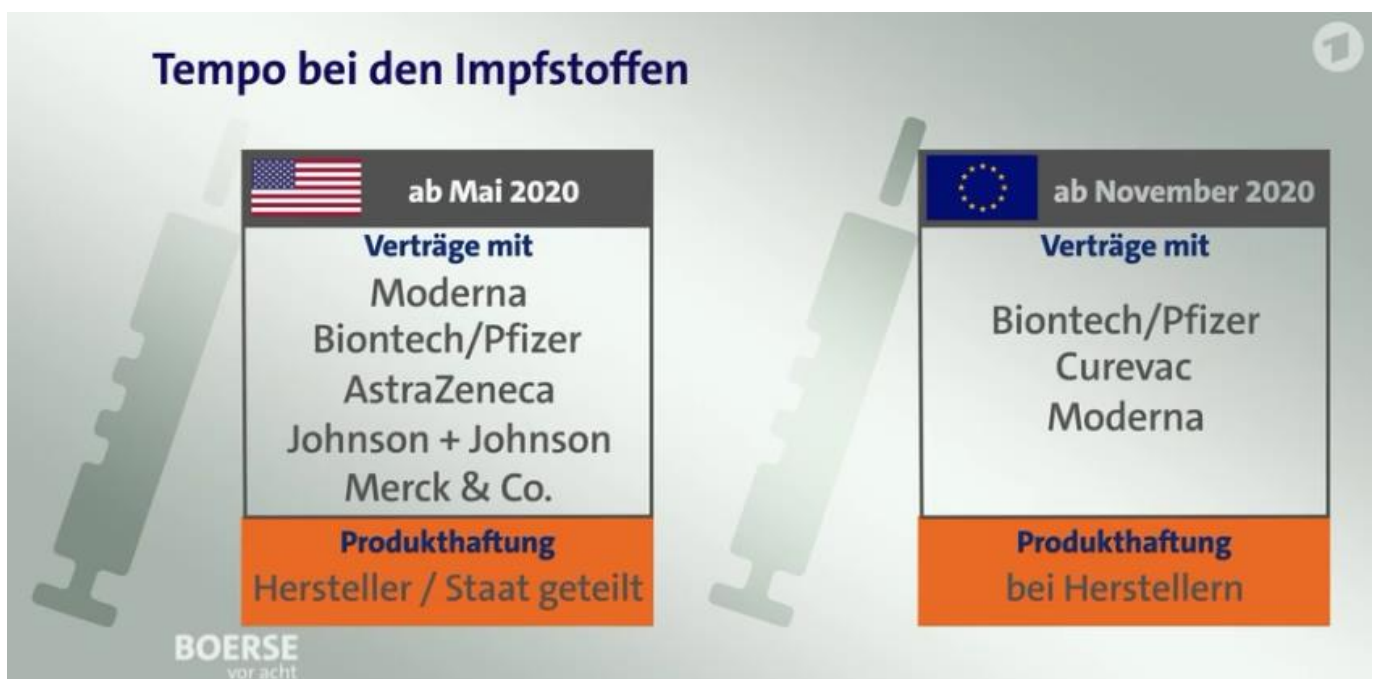 Tempo bei den Impfstoffen
1
ab Mai 2020
Verträge mit
Moderna
Biontech/Pfizer
AstraZeneca
Johnson + Johnson
Merck & Co.
Produkthaftung
Hersteller / Staat geteilt
ab November 2020
Verträge mit
Biontech/Pfizer
Curevac
Moderna
Produkthaftung
bei Herstellern
BOERSE
vor acht